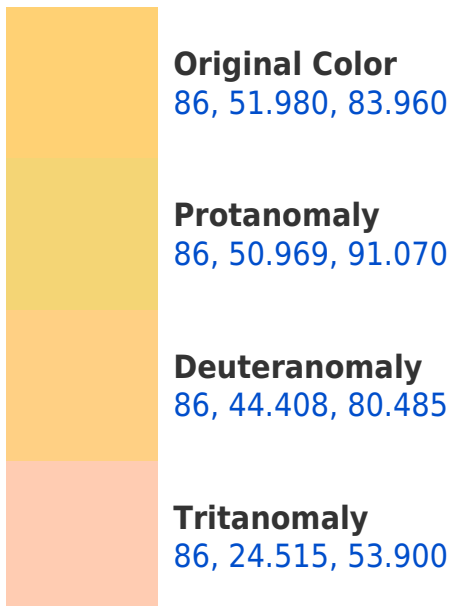 Original Color
86, 51.980, 83.960
Protanomaly
86, 50.969, 91.070
Deuteranomaly
86, 44.408, 80.485
Tritanomaly
86, 24.515, 53.900